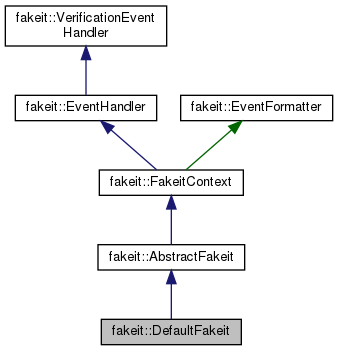 fakeit::VerificationEvent
Handler
fakeit::EventHandler
fakeit::EventFormatter
fakeit::FakeitContext
fakeit::AbstractFakeit
fakeit::DefaultFakeit